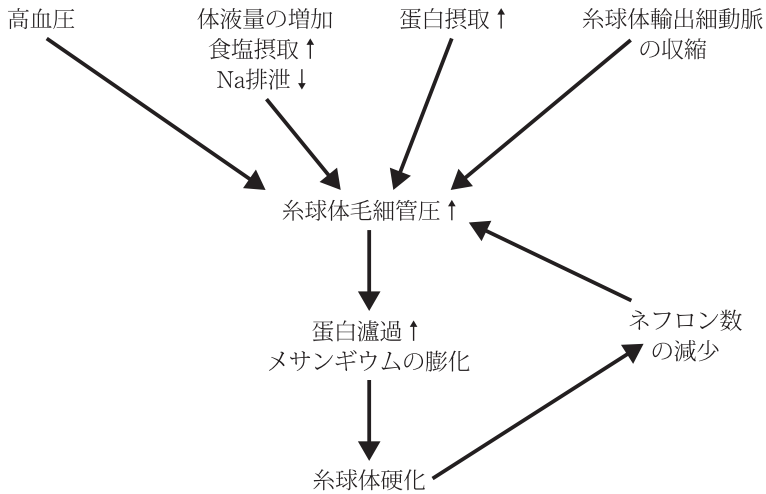 高血圧
体液量の増加
食塩摂取↑
Na排泄↓
蛋白摂取↑
糸球体輸出細動脈
の収縮
糸球体毛細管圧↑
蛋白濾過↑
メサンギウムの膨化
ネフロン数
の減少
糸球体硬化